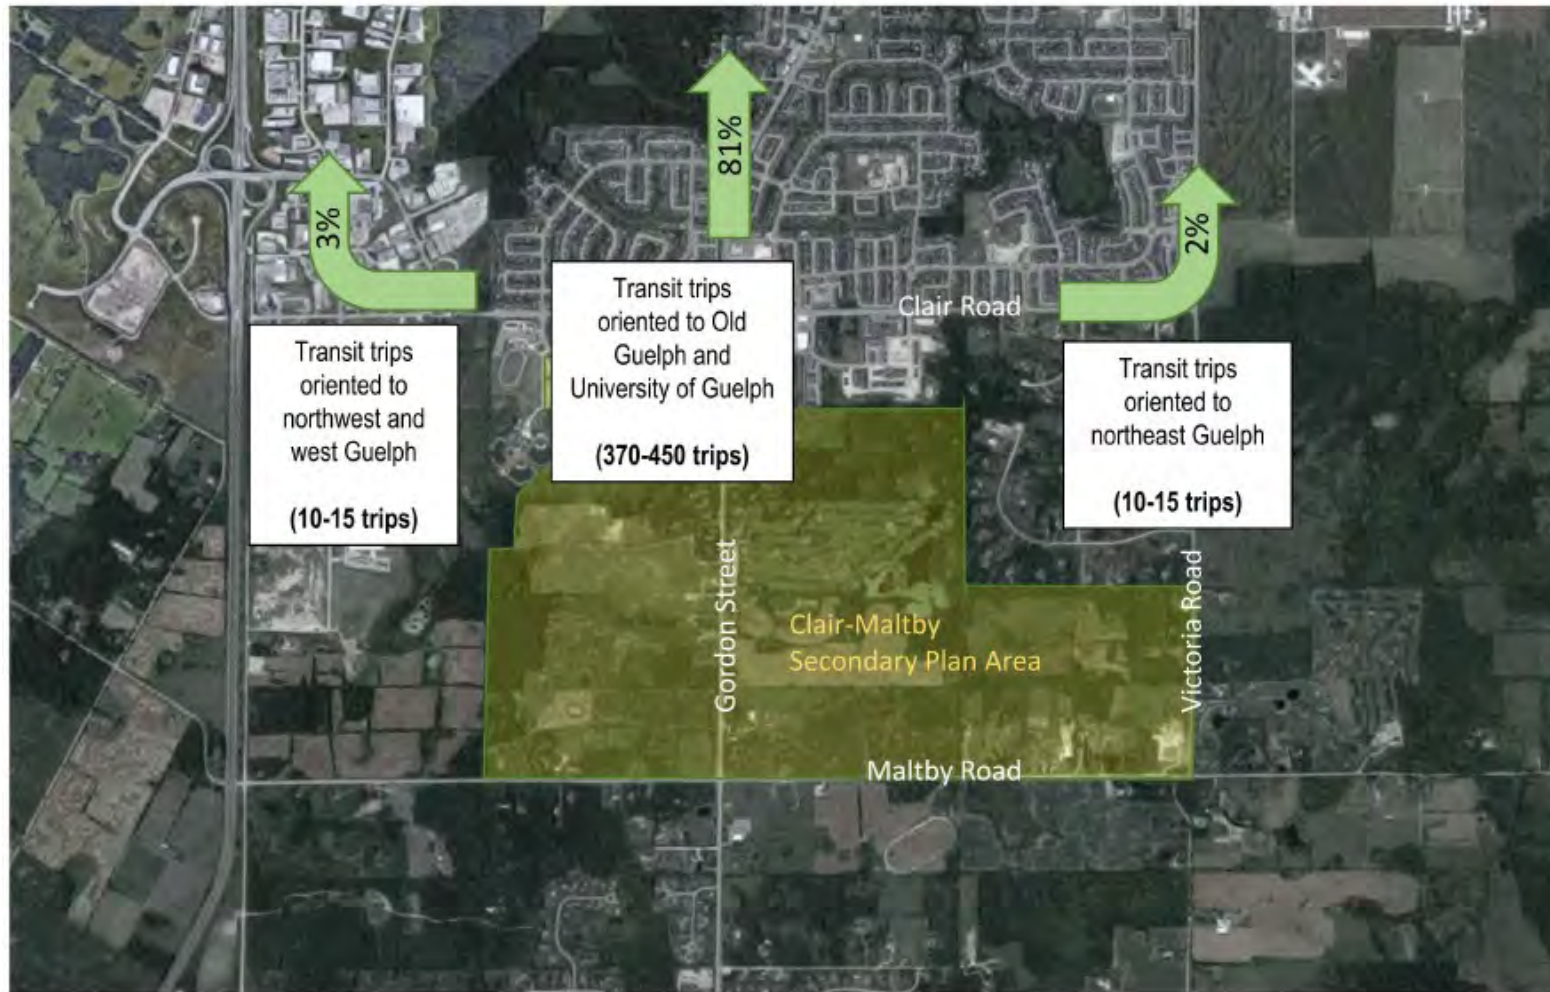 81%
3%
2%
Transit trips
oriented to Old
Guelph and
University of Guelph
(370-450 trips)
Clair Road
Transit trips
oriented to
northwest and
west Guelph
(10-15 trips)
Transit trips
oriented to
northeast Guelph
(10-15 trips)
Gordon Street
Clair-Maltby
Secondary Plan Area
Victoria Road
Maltby Road